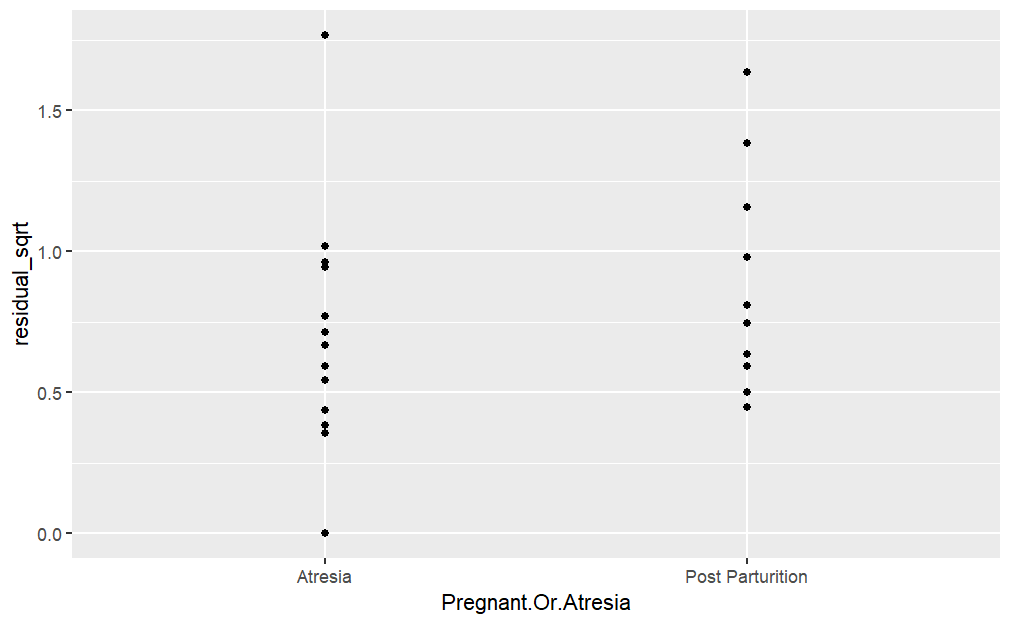 residual_sqrt
1.5
1.0
0.5
0.0
Atresia
Post Parturition
Pregnant.Or.Atresia